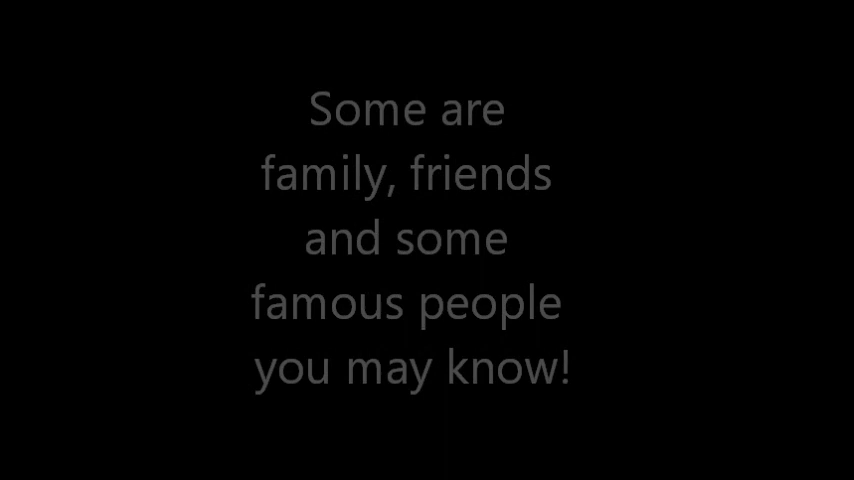 Some are
family, friends
and some
famous people
you may know!